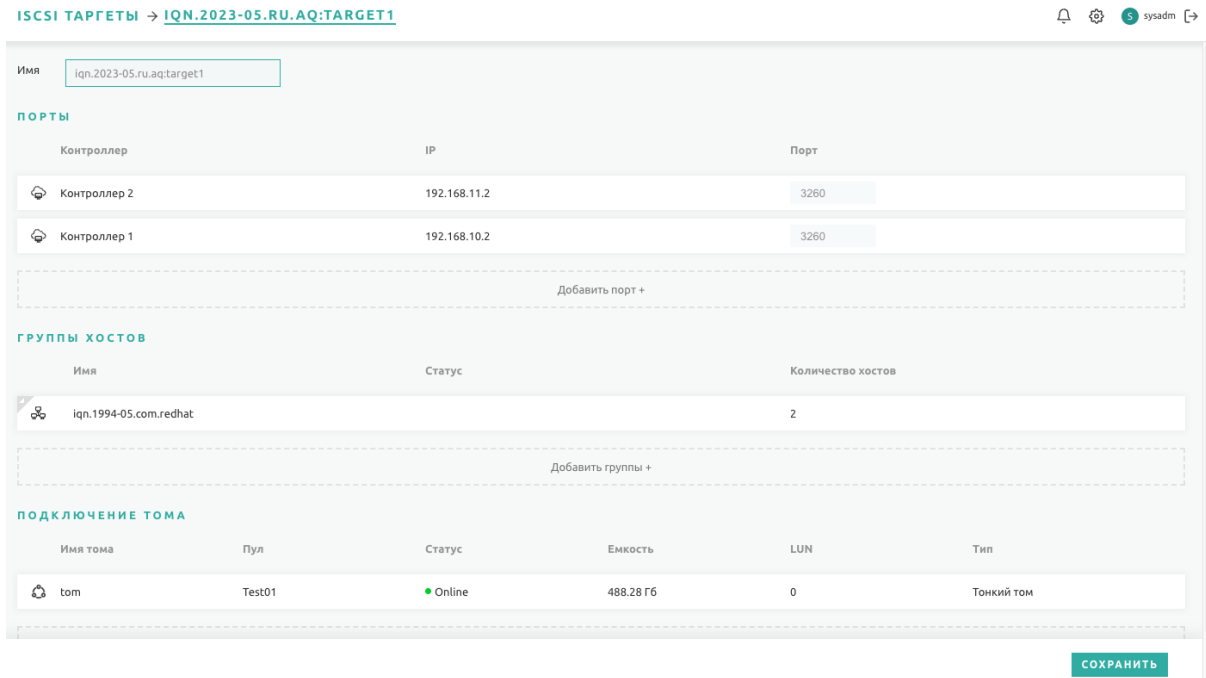 ISCSI ТАРГЕТЫ → IQN.2023-05.RU.AQ:TARGET1 S sysadm
Имя iqn.2023-05.ru.aq:target1
ПОРТЫ
Контроллер IP Порт
Контроллер 2 192.168.11.2 3260
Контроллер 1 192.168.10.2 3260
Добавить порт +
ГРУППЫ ХОСТОВ
Имя Статус Количество хостов
iqn.1994-05.com.redhat 2
Добавить группы +
ПОДКЛЮЧЕНИЕ ТОМА
Имя тома Пул Статус Емкость LUN Тип
tom Test01 Online 488.28 Гб 0 Тонкий том
СОХРАНИТЬ